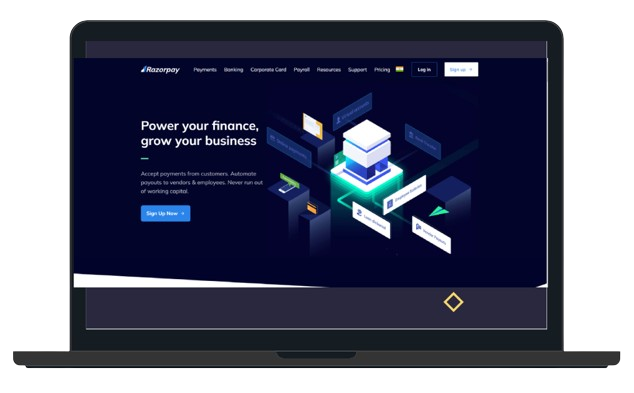 Razorpay
Payments Banking Corporate Card Payroll Resources Support Pricing Log In Sign up
Power your finance,
grow your business
Accept payments from customers. Automate
payouts to vendors & employees. Never run out
of working capital.
Sign Up Now